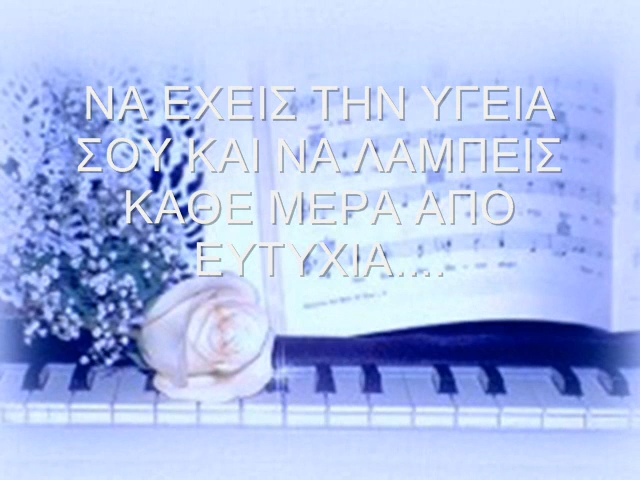 ΝΑ ΕΧΕΙΣ ΤΗΝ ΥΓΕΙΑ
ΣΟΥ ΚΑΙ ΝΑ ΛΑΜΠΕΙΣ
ΚΑΘΕ ΜΕΡΑ ΑΠΟ
ΕΥΤΥΧΙΑ....